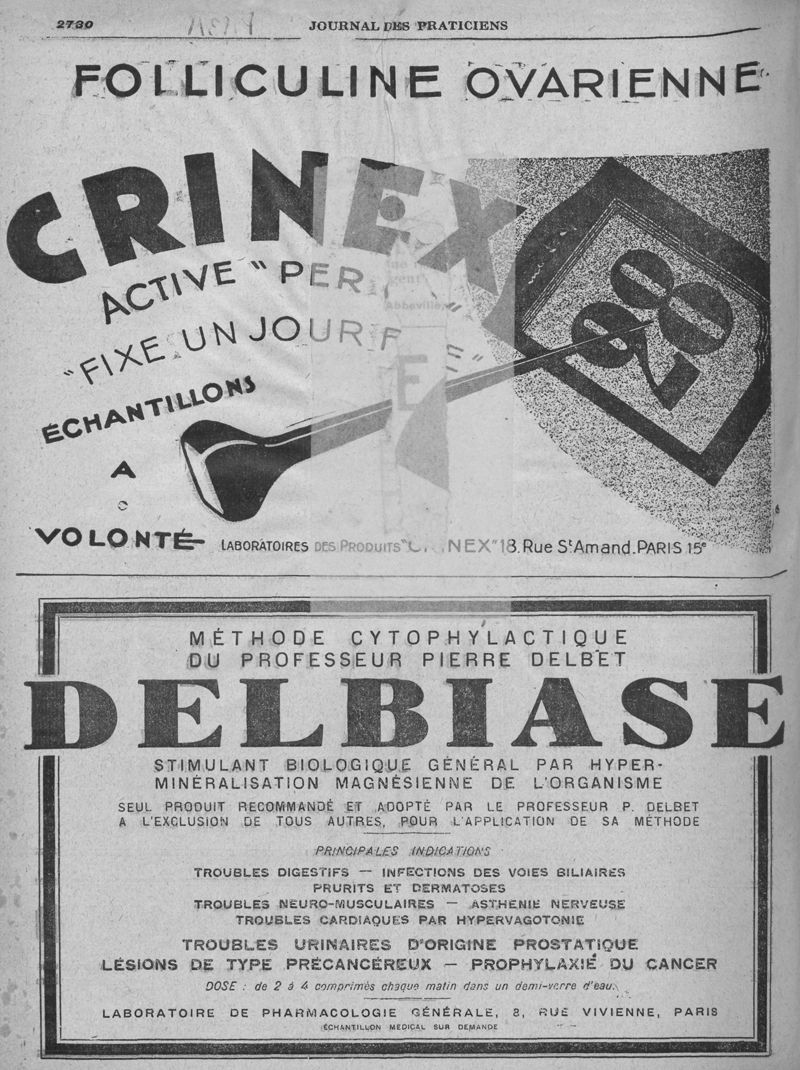 2730
JOURNAL DES PRATICIENS
FOLLICULINE OVARIENNE
CRINEX
ACTIVE "PER
"FIXE UN JOUR F E"
ÉCHANTILLONS
A
VOLONTÉ
gent
Abbeville
E
28
LABORATOIRES DES PRODUITS "CRINEX" 18. Rue St Amand. PARIS 15e
MÉTHODE CYTOPHYLACTIQUE
DU PROFESSEUR PIERRE DELBET
DELBIASE
STIMULANT BIOLOGIQUE GÉNÉRAL PAR HYPER-
MINÉRALISATION MAGNÉSIENNE DE L'ORGANISME
SEUL PRODUIT RECOMMANDÉ ET ADOPTÉ PAR LE PROFESSEUR P. DELBET
A L'EXCLUSION DE TOUS AUTRES, POUR L'APPLICATION DE SA MÉTHODE
PRINCIPALES INDICATIONS
TROUBLES DIGESTIFS — INFECTIONS DES VOIES BILIAIRES
PRURITS ET DERMATOSES
TROUBLES NEURO-MUSCULAIRES — ASTHÉNIE NERVEUSE
TROUBLES CARDIAQUES PAR HYPERVAGOTONIE
TROUBLES URINAIRES D'ORIGINE PROSTATIQUE
LÉSIONS DE TYPE PRÉCANCÉREUX — PROPHYLAXIE DU CANCER
DOSE : de 2 à 4 comprimés chaque matin dans un demi-verre d'eau.
LABORATOIRE DE PHARMACOLOGIE GÉNÉRALE, 8, RUE VIVIENNE, PARIS
ÉCHANTILLON MÉDICAL SUR DEMANDE